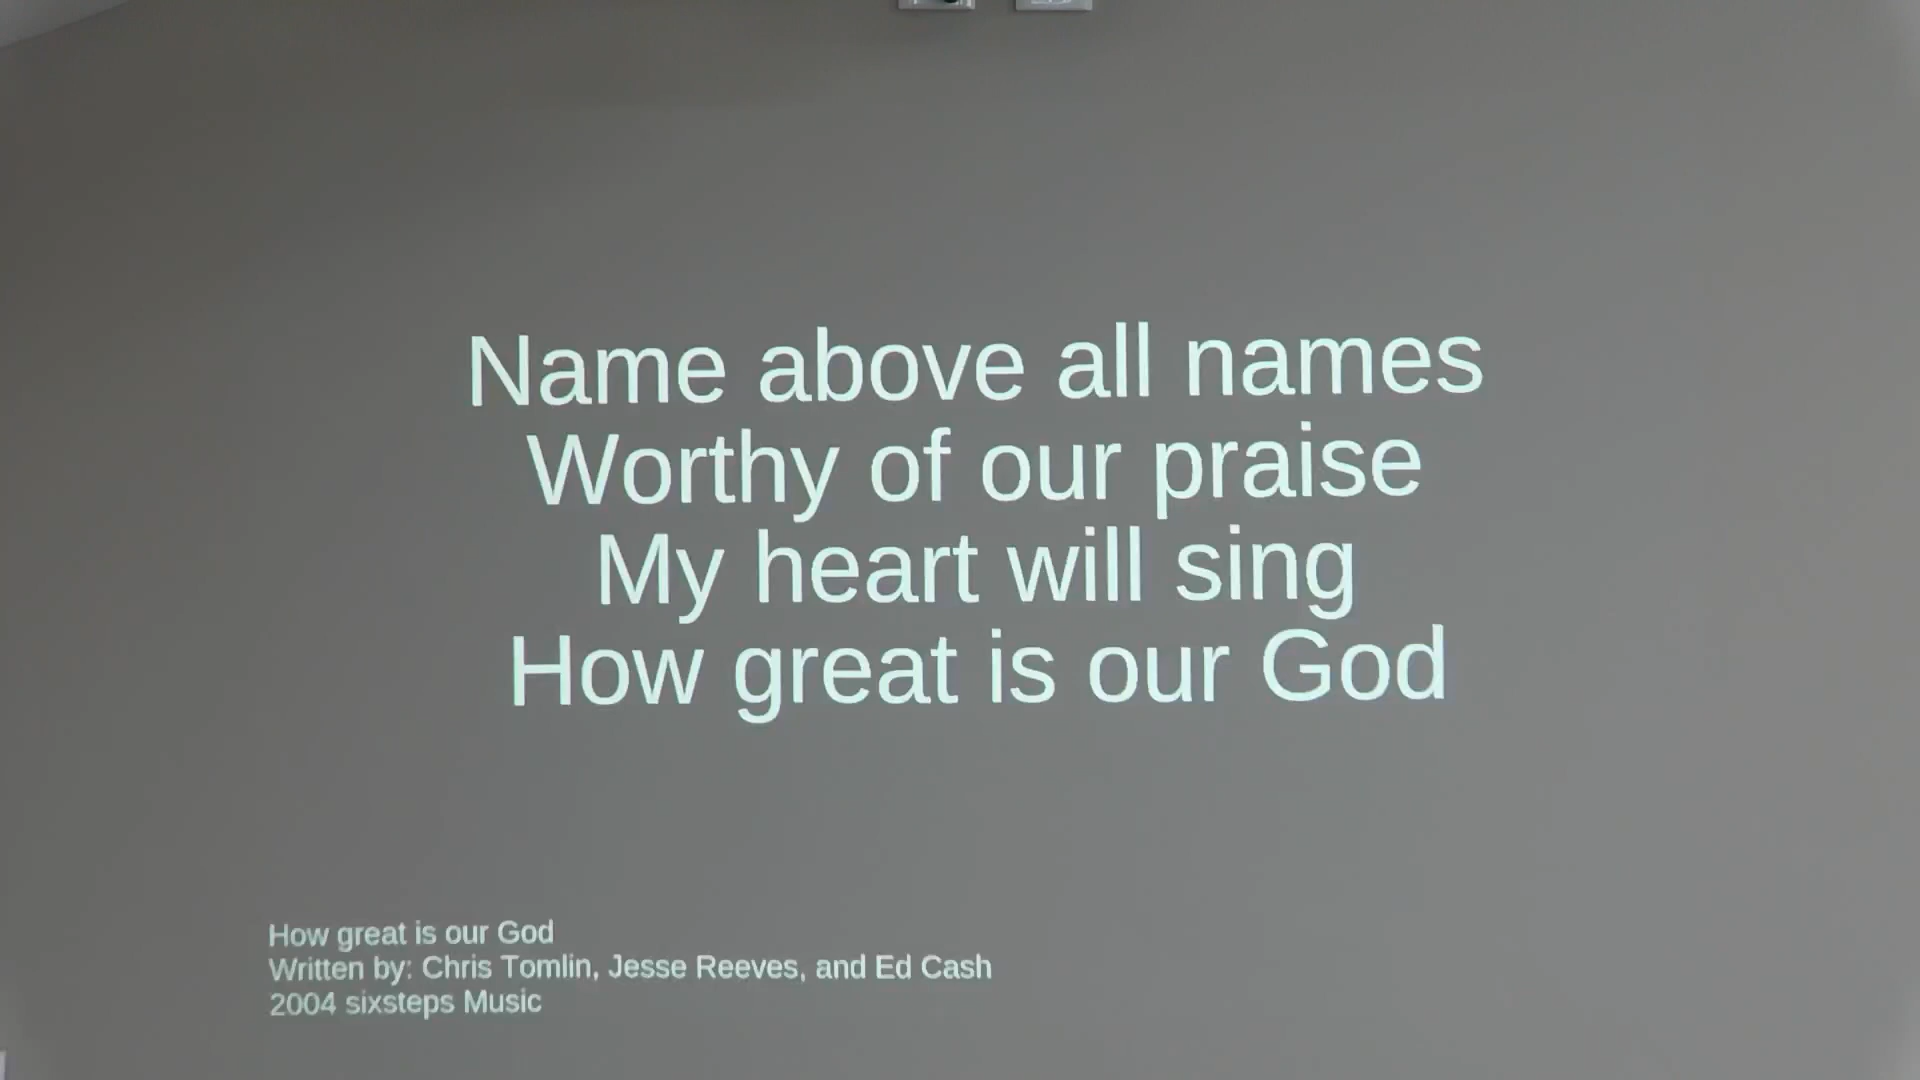 Name above all names
Worthy of our praise
My heart will sing
How great is our God
How great is our God
Written by: Chris Tomlin, Jesse Reeves, and Ed Cash
2004 sixsteps Music